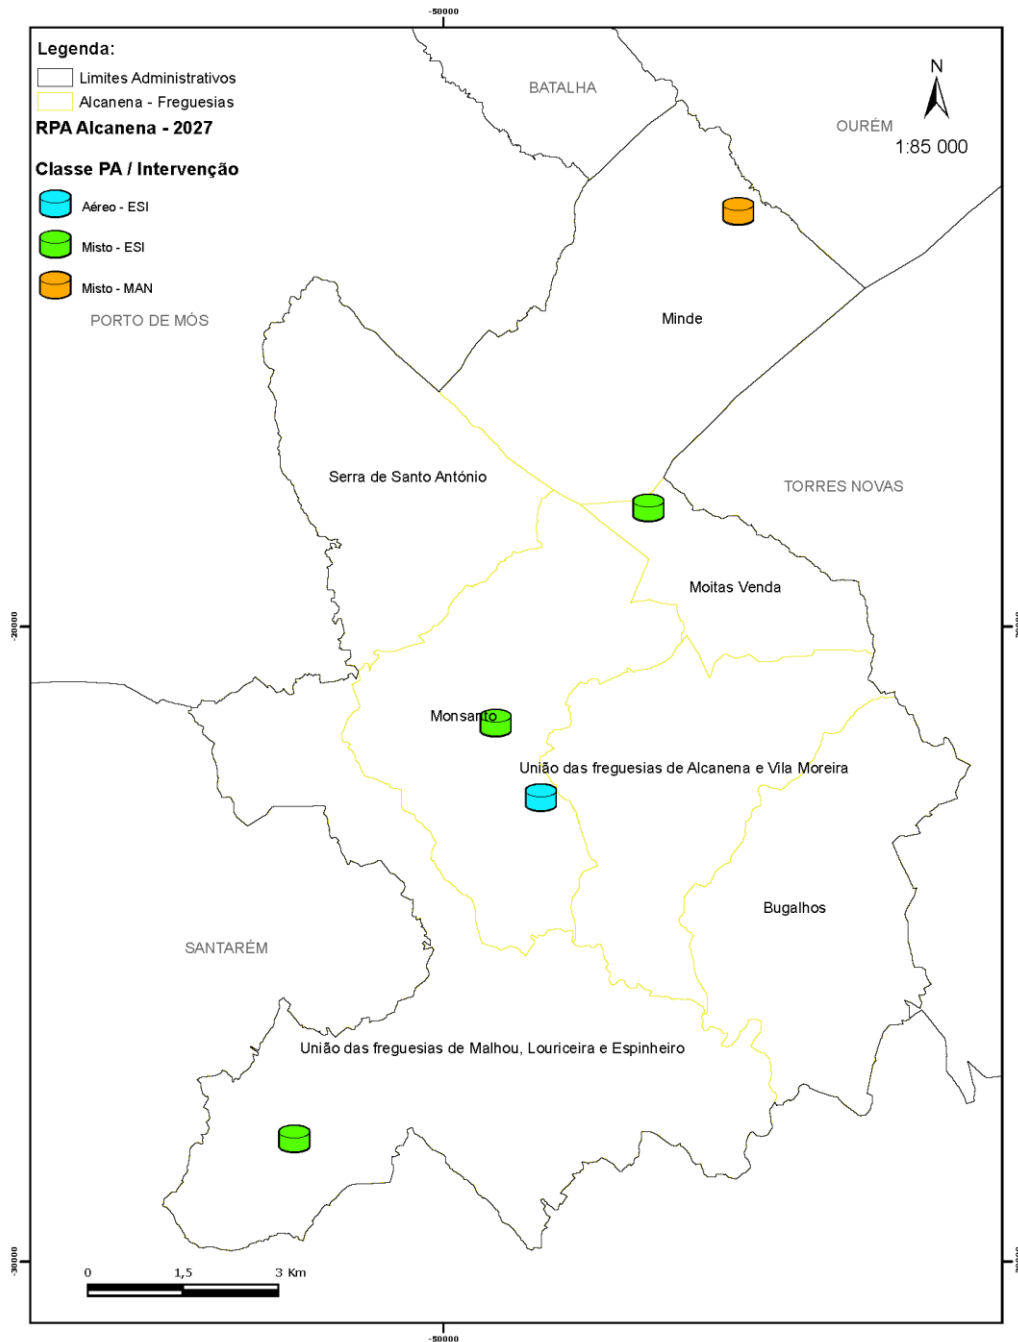 -50000
Legenda:
Limites Administrativos
Alcanena - Freguesias
RPA Alcanena - 2027
Classe PA / Intervenção
Aéreo - ESI
Misto - ESI
Misto - MAN
N
1:85 000
BATALHA
OURÉM
PORTO DE MÓS
Minde
Serra de Santo António
TORRES NOVAS
Moitas Venda
-20000
-20000
Monsanto
União das freguesias de Alcanena e Vila Moreira
Bugalhos
SANTARÉM
União das freguesias de Malhou, Louriceira e Espinheiro
-30000
-30000
0 1,5 3 Km
-50000